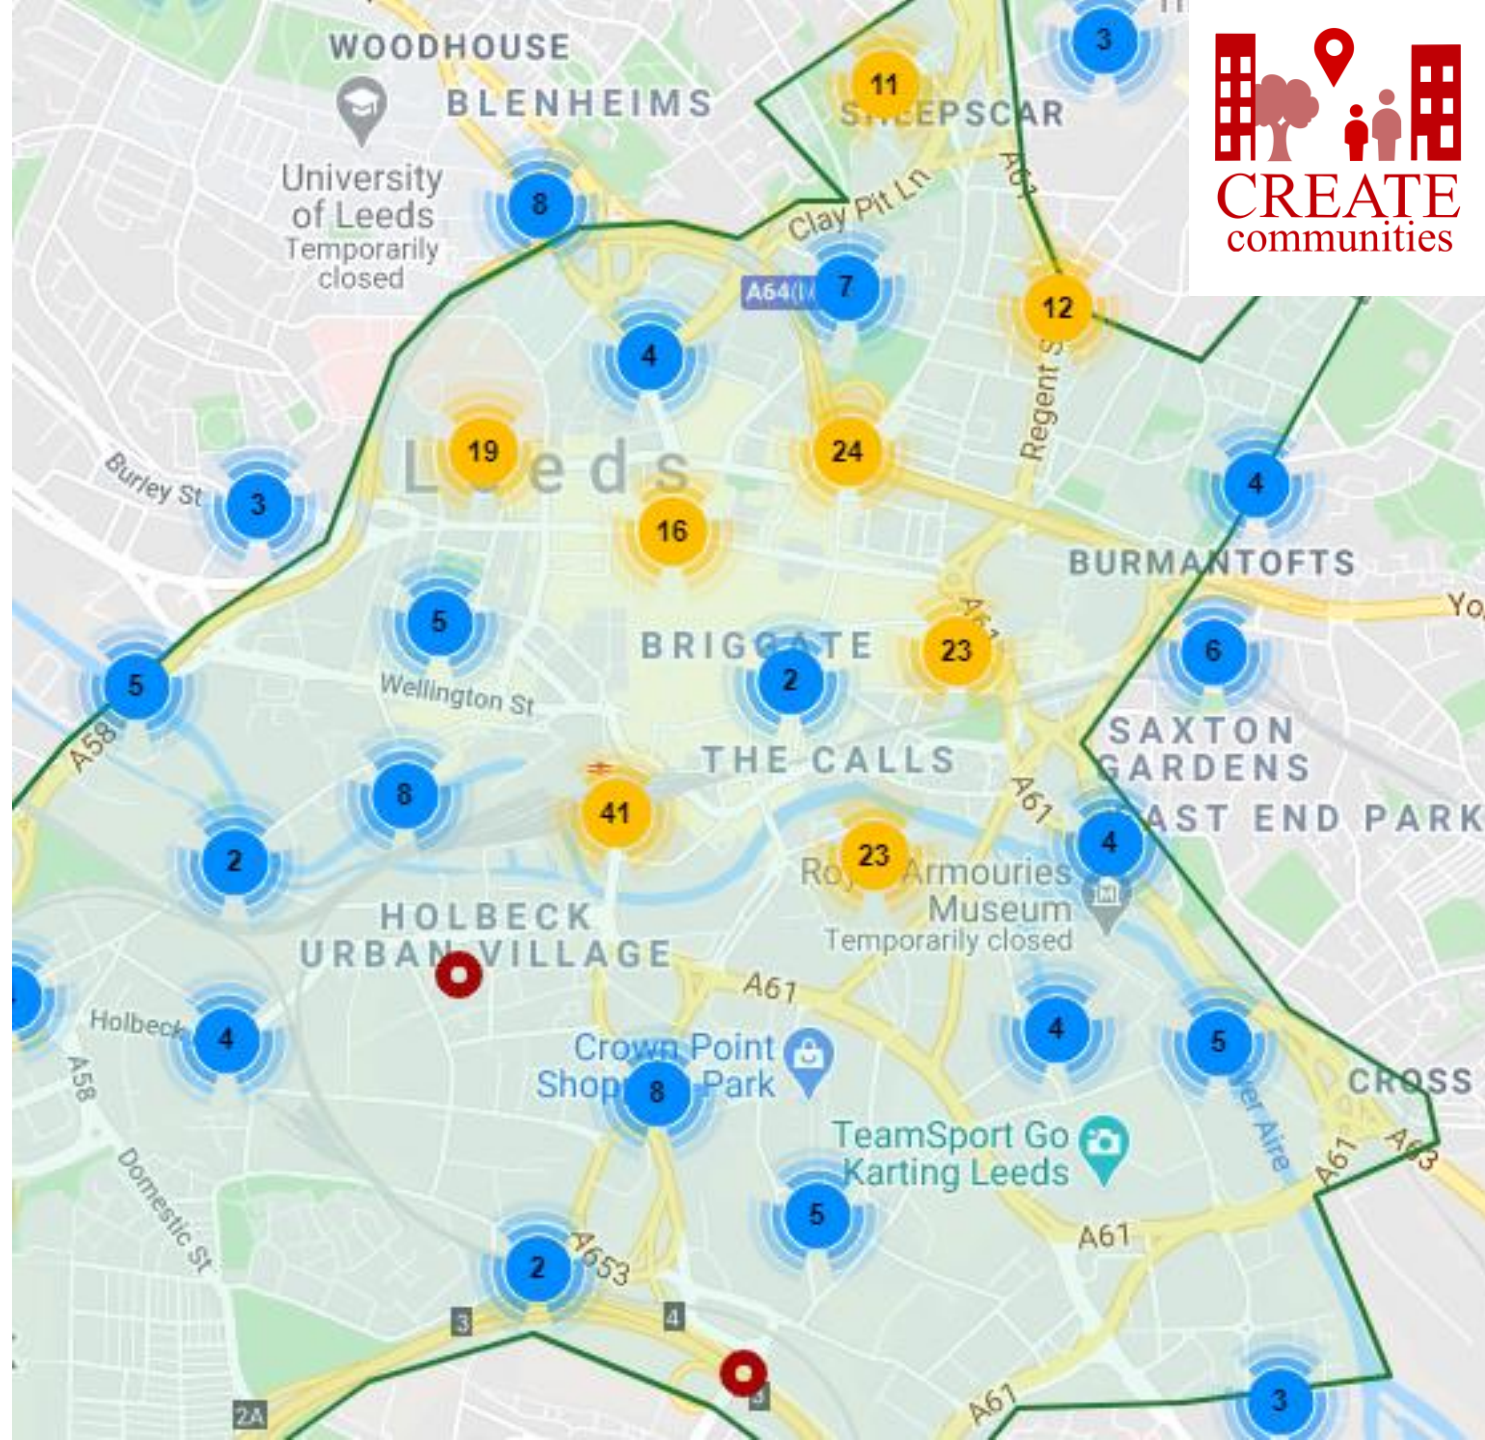 WOODHOUSE
BLENHEIMS
3
11
SHEEPSCAR
CREATE
communities
University
of Leeds
Temporarily
closed
8
A61
Clay Pit Ln
A64(M)
7
12
4
Regent S
Leeds
19
24
Burley St
3
16
4
BURMANTOFTS
5
A61
Yo
BRIGGATE
23
6
5
2
Wellington St
A58
SAXTON
GARDENS
THE CALLS
8
41
A61
EAST END PARK
4
2
23
Royal Armouries
Museum
Temporarily closed
HOLBECK
URBAN VILLAGE
A61
Holbeck
4
4
5
Crown Point
Shopping Park
8
A58
CROSS
River Aire
TeamSport Go
Karting Leeds
A61
A63
Domestic St
5
A61
2
A653
3
4
2A
A61
3